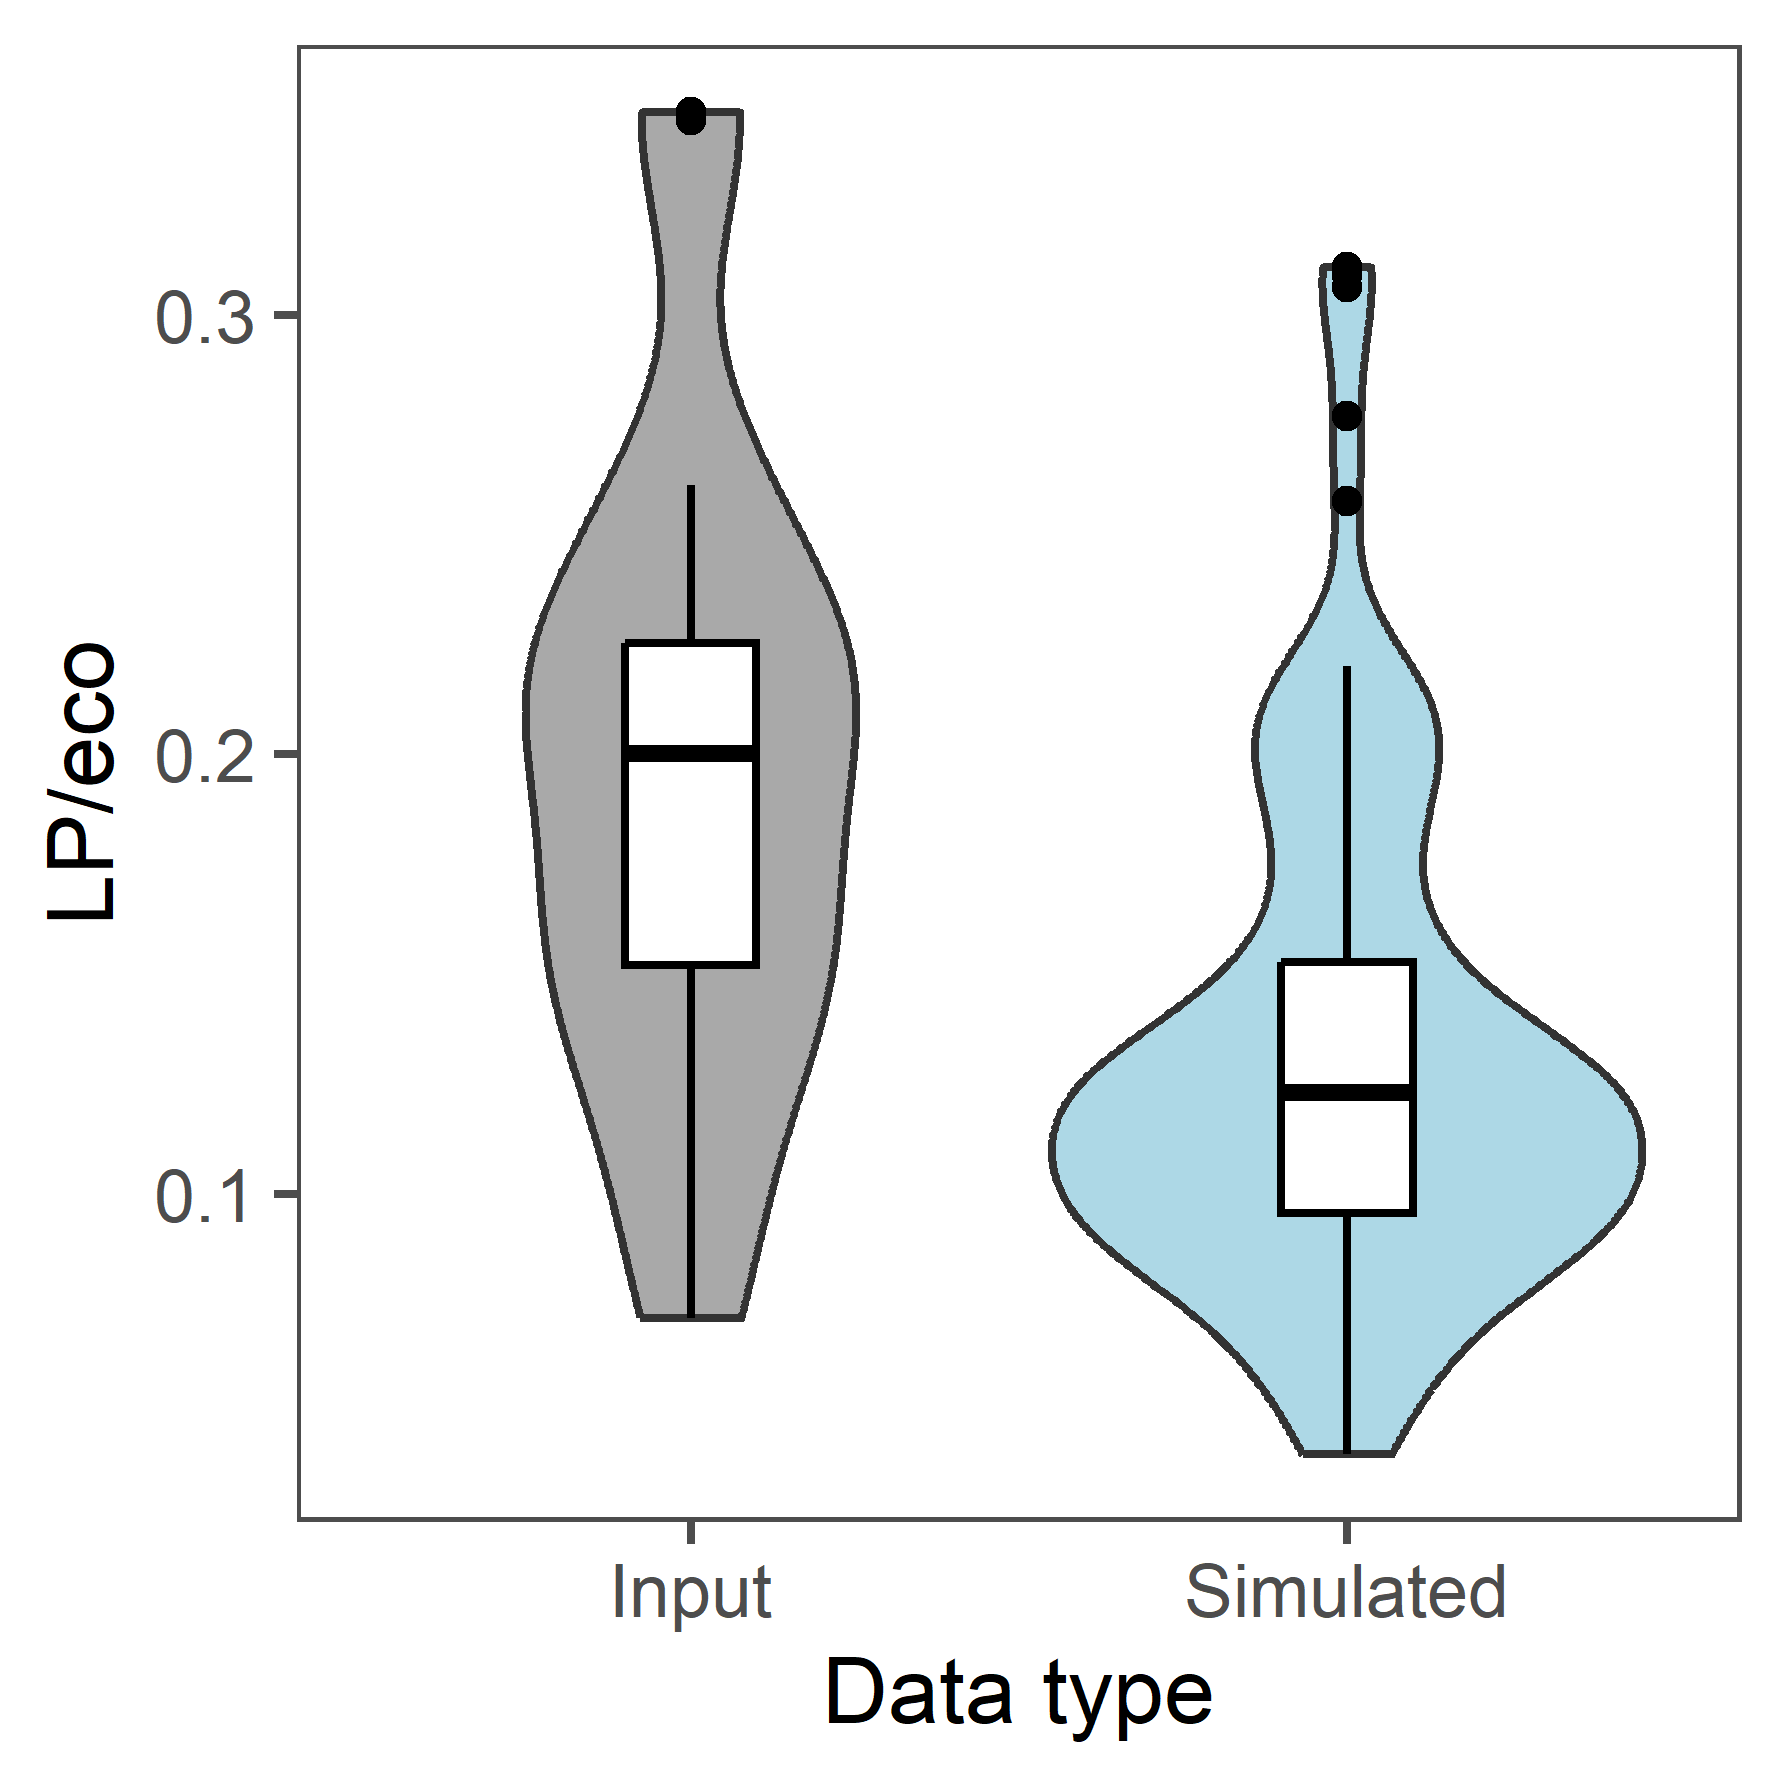 LP/eco
0.3
0.2
0.1
Input Simulated
Data type